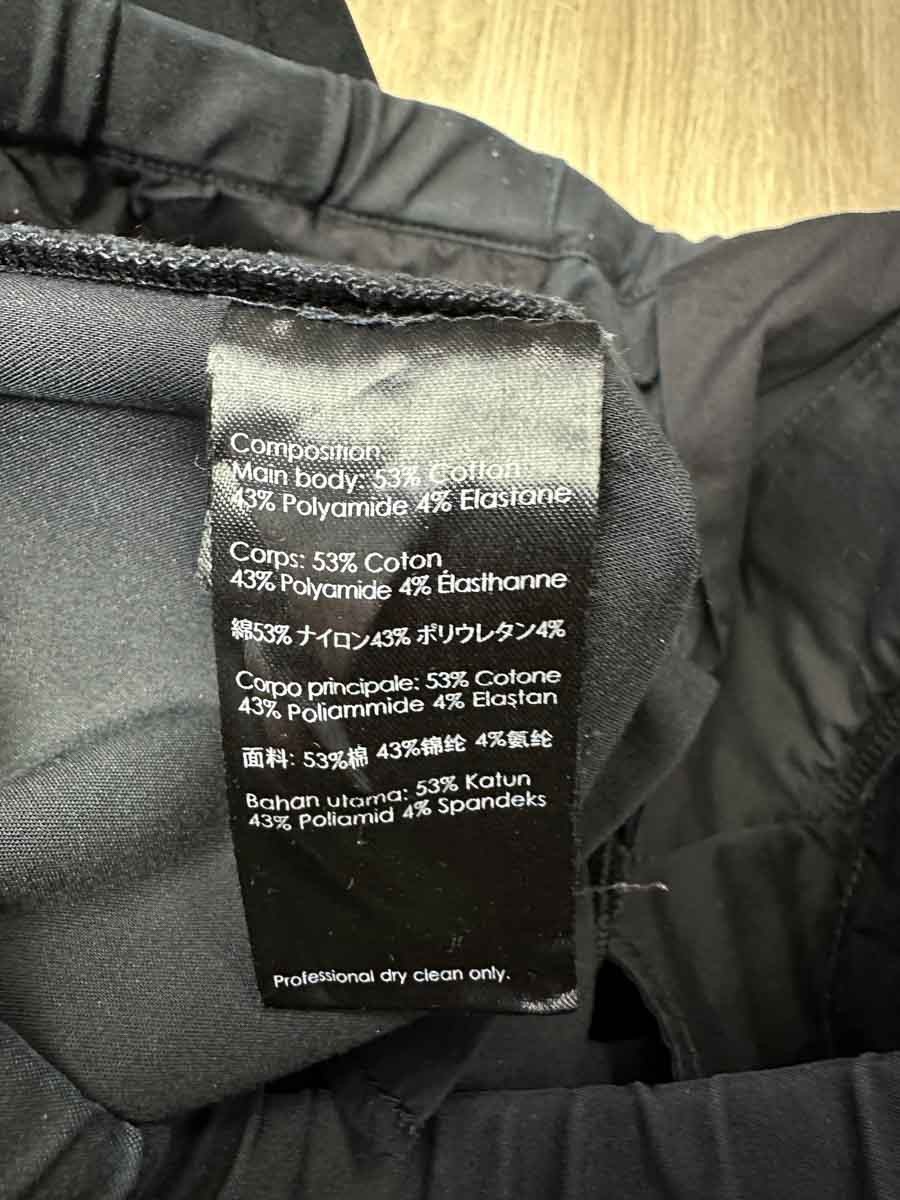 Composition:
Main body: 53% Cotton
43% Polyamide 4% Elastane
Corps: 53% Coton
43% Polyamide 4% Élasthanne
綿53% ナイロン43% ポリウレタン4%
Corpo principale: 53% Cotone
43% Poliammide 4% Elastan
面料: 53%棉 43%锦纶 4%氨纶
Bahan utama: 53% Katun
43% Poliamid 4% Spandeks
Professional dry clean only.